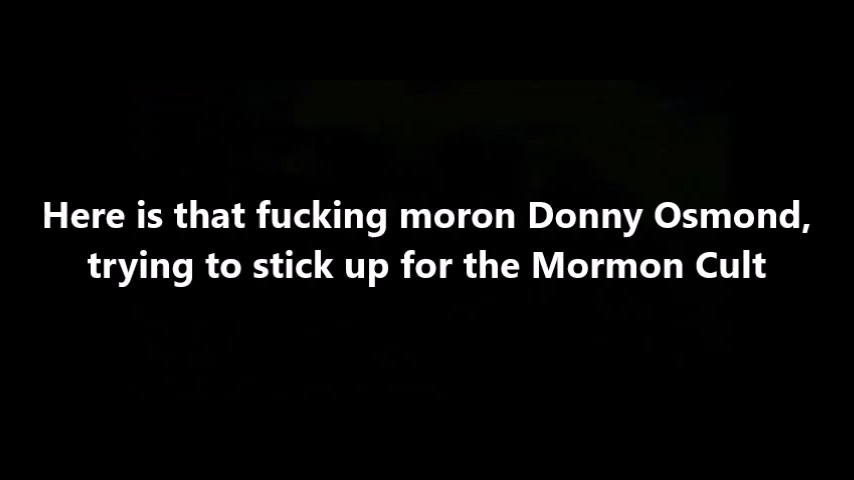 Here is that fucking moron Donny Osmond,
trying to stick up for the Mormon Cult